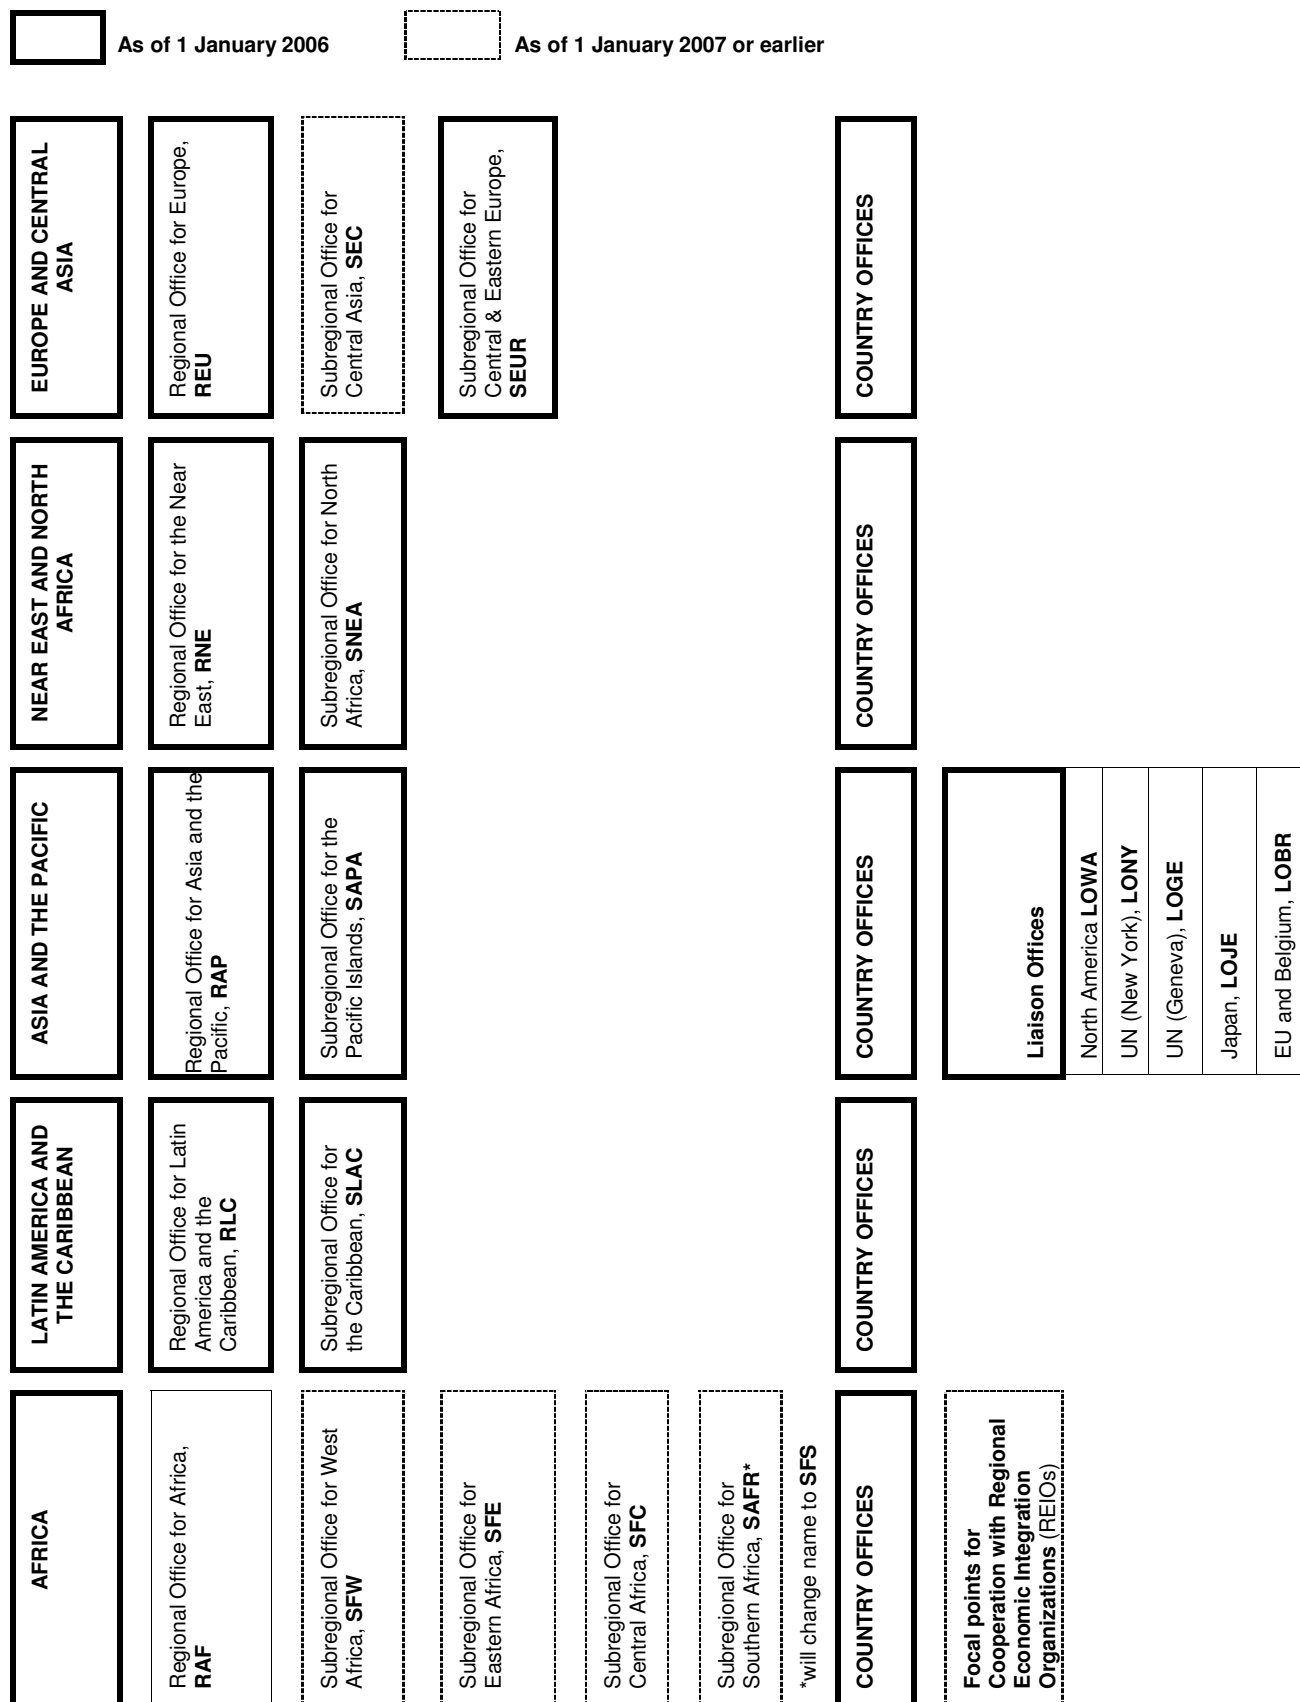 As of 1 January 2006
As of 1 January 2007 or earlier
AFRICA
Regional Office for Africa,
RAF
Subregional Office for West
Africa, SFW
Subregional Office for
Eastern Africa, SFE
Subregional Office for
Central Africa, SFC
Subregional Office for
Southern Africa, SAFR*
*will change name to SFS
COUNTRY OFFICES
Focal points for
Cooperation with Regional
Economic Integration
Organizations (REIOs)
LATIN AMERICA AND
THE CARIBBEAN
Regional Office for Latin
America and the
Caribbean, RLC
Subregional Office for
the Caribbean, SLAC
COUNTRY OFFICES
ASIA AND THE PACIFIC
Regional Office for Asia and the
Pacific, RAP
Subregional Office for the
Pacific Islands, SAPA
COUNTRY OFFICES
Liaison Offices
North America LOWA
UN (New York), LONY
UN (Geneva), LOGE
Japan, LOJE
EU and Belgium, LOBR
NEAR EAST AND NORTH
AFRICA
Regional Office for the Near
East, RNE
Subregional Office for North
Africa, SNEA
COUNTRY OFFICES
EUROPE AND CENTRAL
ASIA
Regional Office for Europe,
REU
Subregional Office for
Central Asia, SEC
Subregional Office for
Central & Eastern Europe,
SEUR
COUNTRY OFFICES